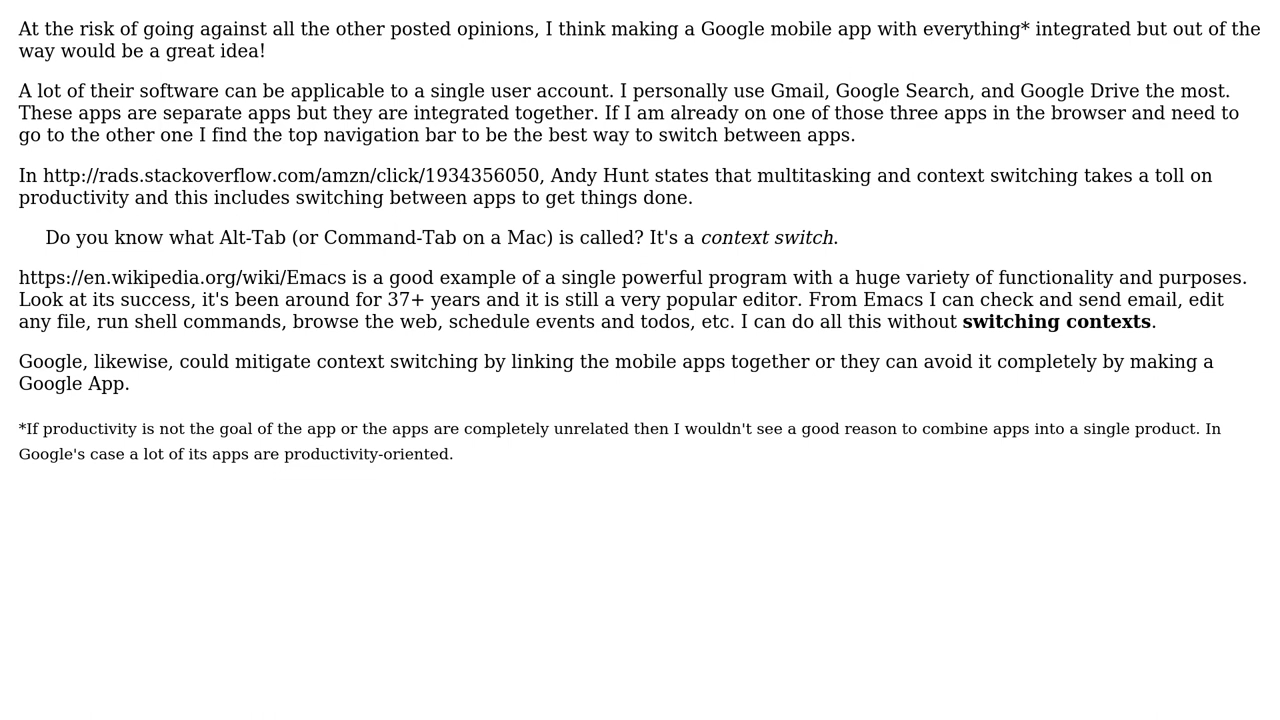 At the risk of going against all the other posted opinions, I think making a Google mobile app with everything* integrated but out of the
way would be a great idea!
A lot of their software can be applicable to a single user account. I personally use Gmail, Google Search, and Google Drive the most.
These apps are separate apps but they are integrated together. If I am already on one of those three apps in the browser and need to
go to the other one I find the top navigation bar to be the best way to switch between apps.
In http://rads.stackoverflow.com/amzn/click/1934356050, Andy Hunt states that multitasking and context switching takes a toll on
productivity and this includes switching between apps to get things done.
Do you know what Alt-Tab (or Command-Tab on a Mac) is called? It's a context switch.
https://en.wikipedia.org/wiki/Emacs is a good example of a single powerful program with a huge variety of functionality and purposes.
Look at its success, it's been around for 37+ years and it is still a very popular editor. From Emacs I can check and send email, edit
any file, run shell commands, browse the web, schedule events and todos, etc. I can do all this without switching contexts.
Google, likewise, could mitigate context switching by linking the mobile apps together or they can avoid it completely by making a
Google App.
*If productivity is not the goal of the app or the apps are completely unrelated then I wouldn't see a good reason to combine apps into a single product. In
Google's case a lot of its apps are productivity-oriented.